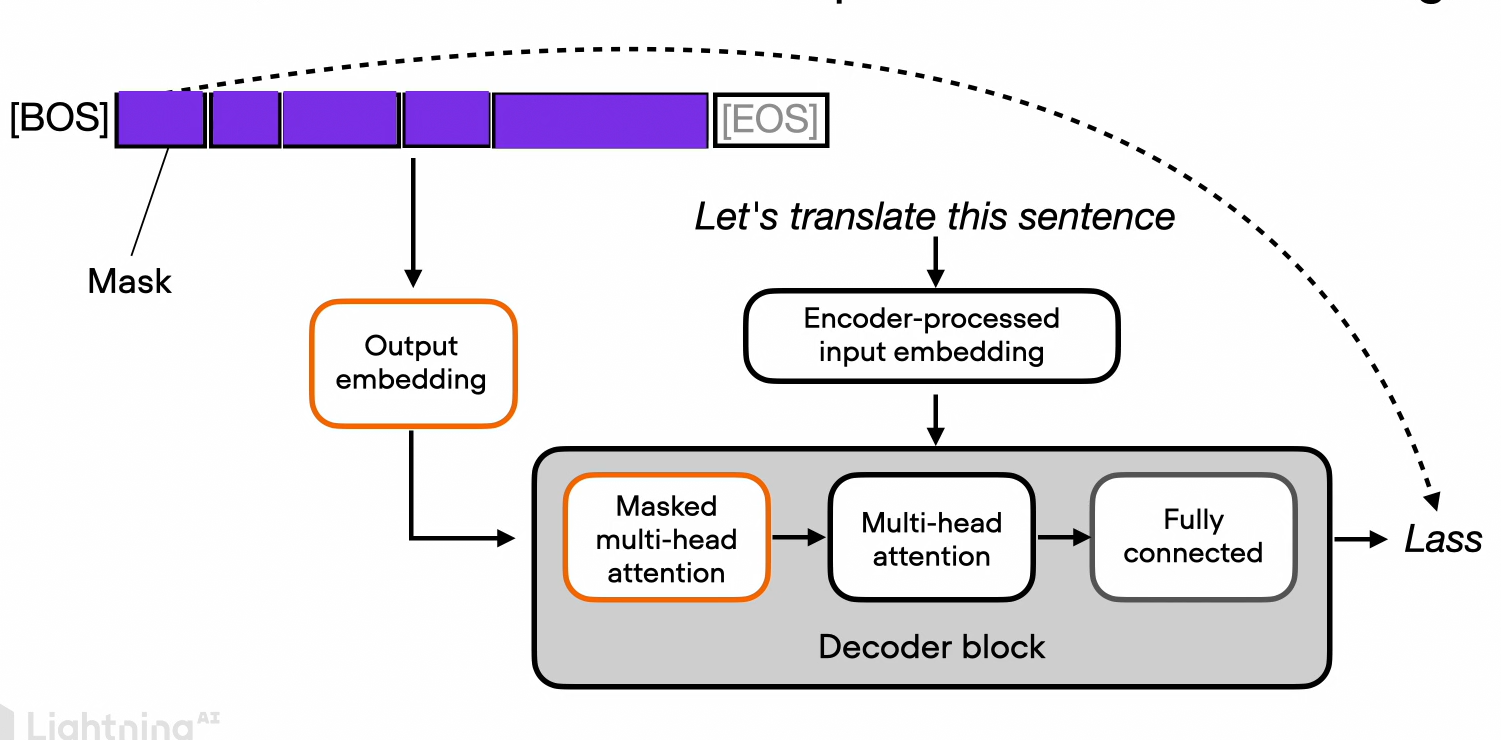 [BOS]
[EOS]
Mask
Let's translate this sentence
Output
embedding
Encoder-processed
input embedding
Masked
multi-head
attention
Multi-head
attention
Fully
connected
Lass
Decoder block
Lightning AI